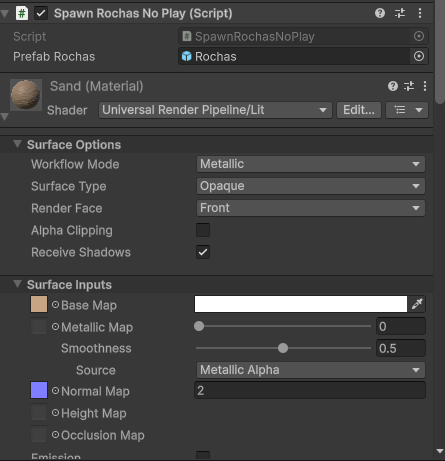 Spawn Rochas No Play (Script)
Script SpawnRochasNoPlay
Prefab Rochas Rochas
Sand (Material)
Shader Universal Render Pipeline/Lit Edit...
Surface Options
Workflow Mode Metallic
Surface Type Opaque
Render Face Front
Alpha Clipping
Receive Shadows
Surface Inputs
Base Map
Metallic Map 0
Smoothness 0.5
Source Metallic Alpha
Normal Map 2
Height Map
Occlusion Map
Emission